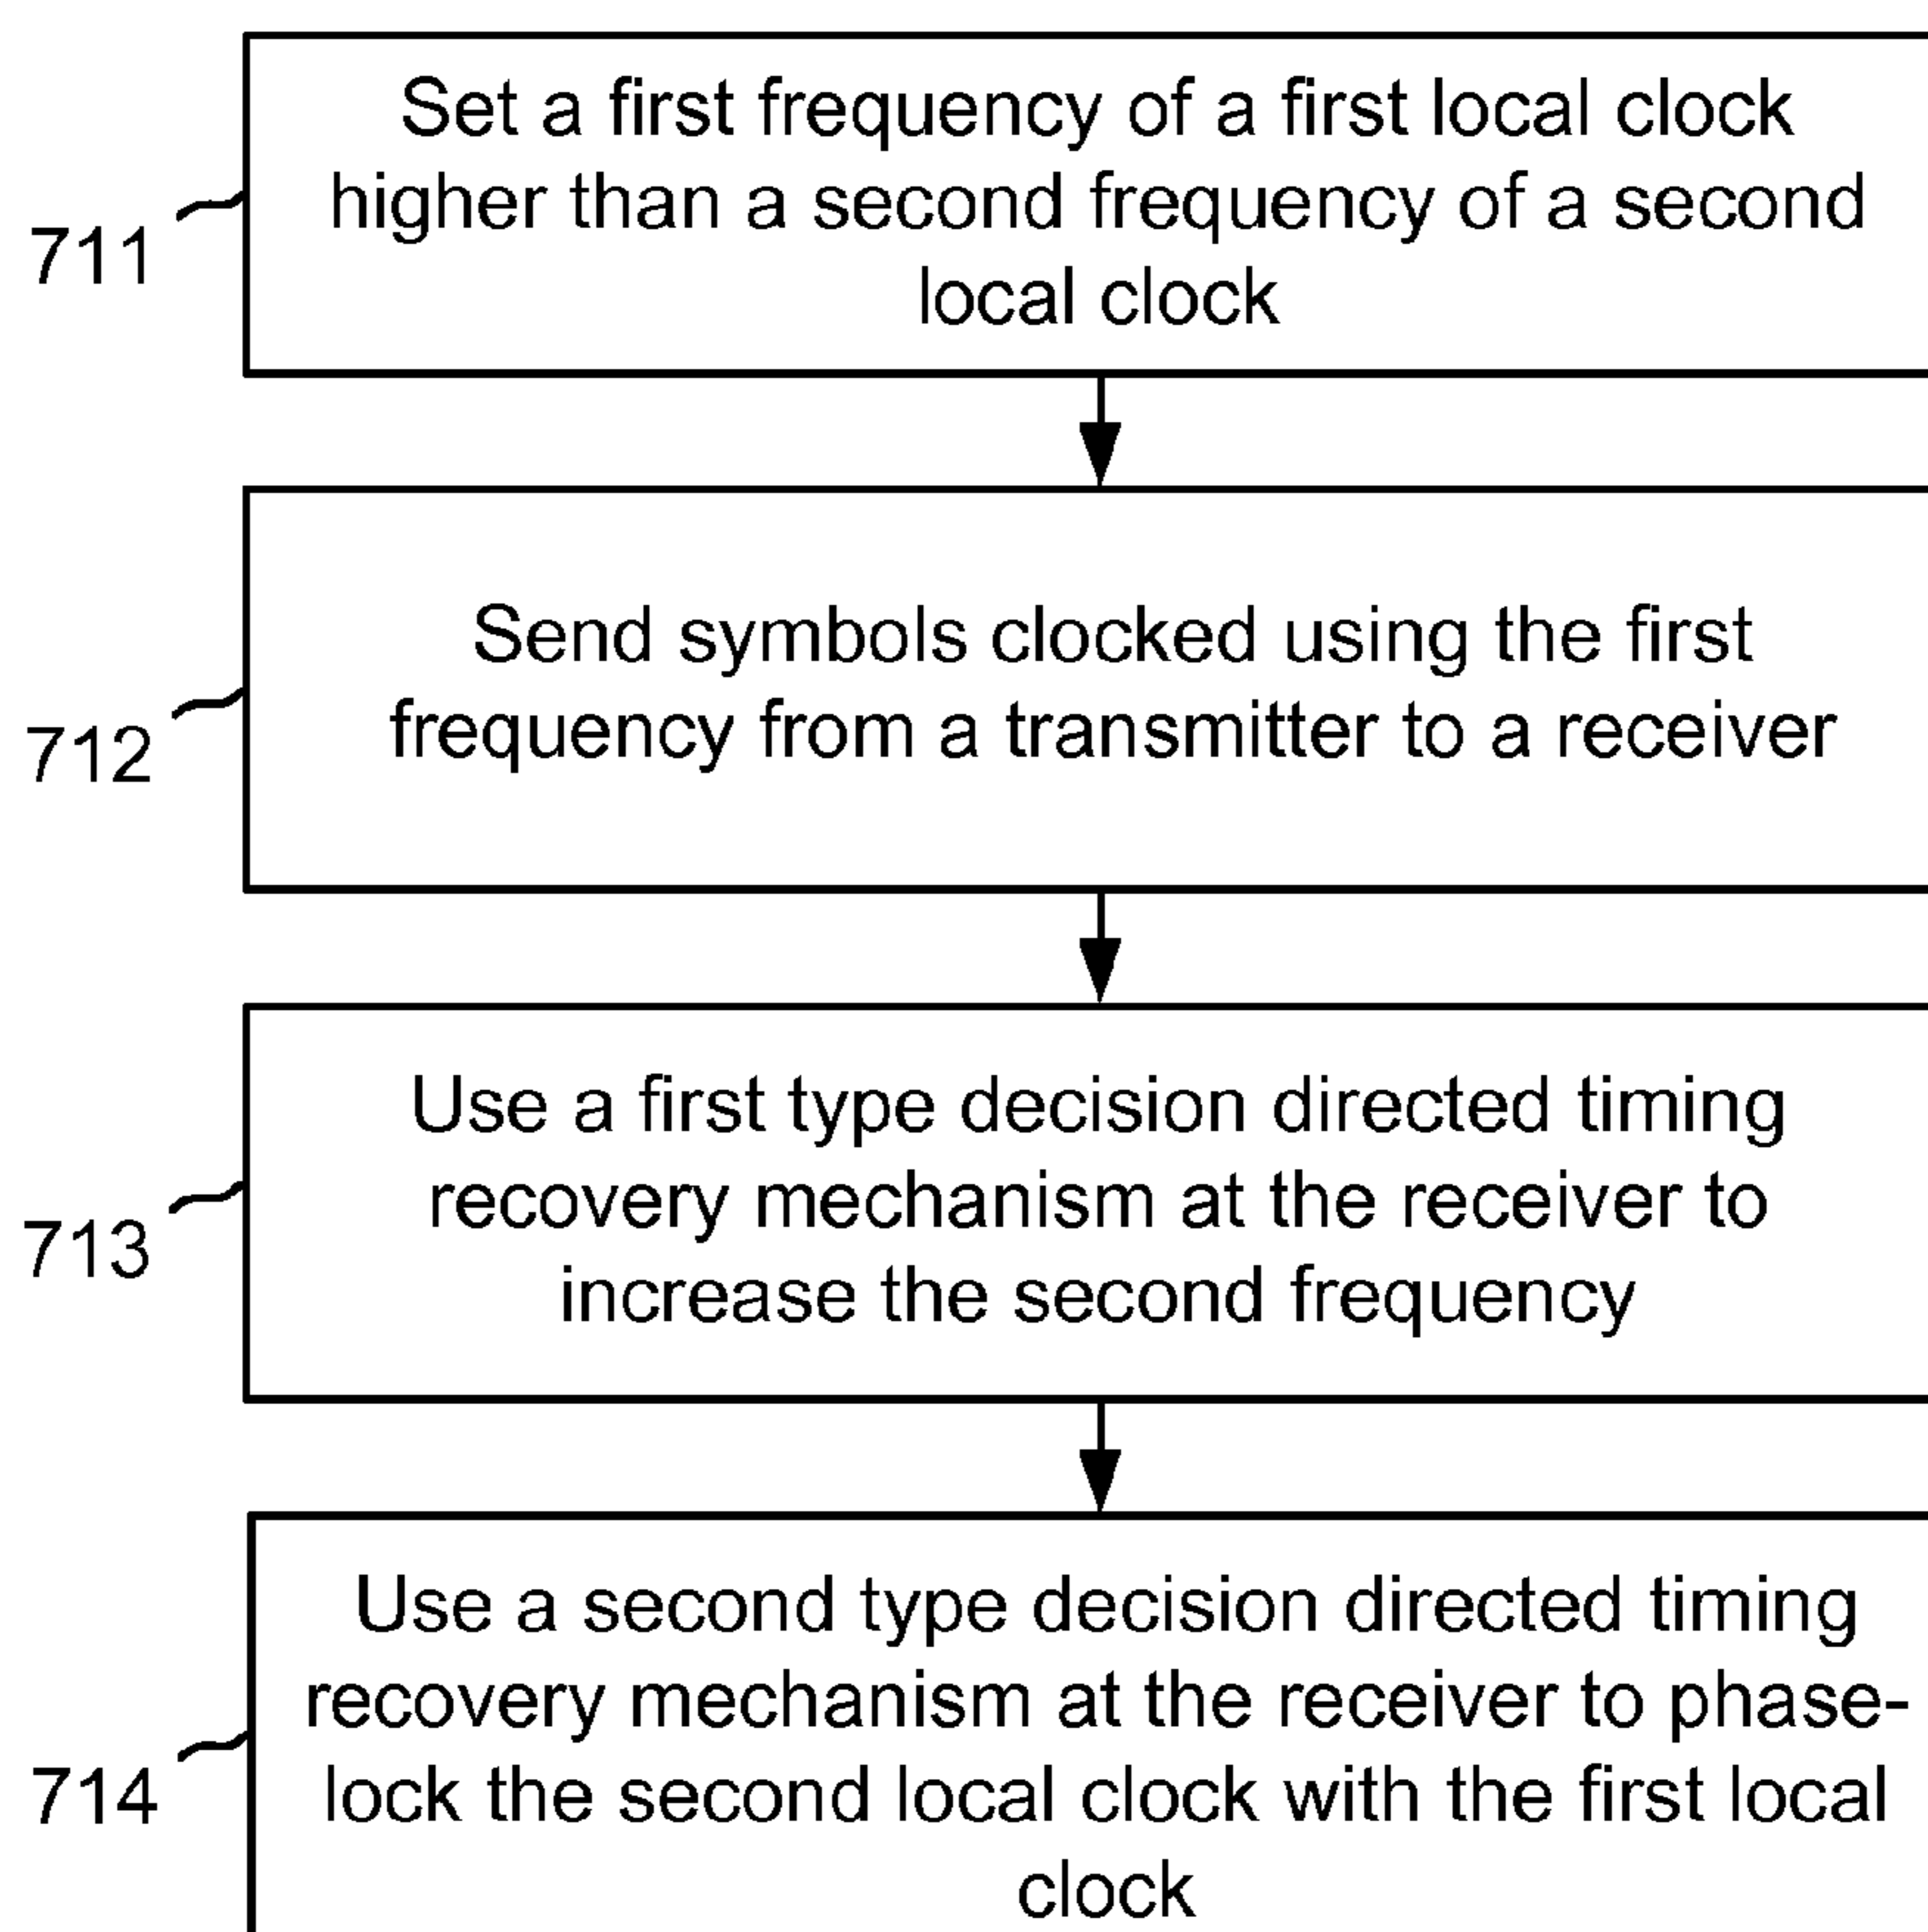 Set a first frequency of a first local clock
higher than a second frequency of a second
local clock
711
Send symbols clocked using the first
frequency from a transmitter to a receiver
712
Use a first type decision directed timing
recovery mechanism at the receiver to
increase the second frequency
713
Use a second type decision directed timing
recovery mechanism at the receiver to phase-
lock the second local clock with the first local
clock
714